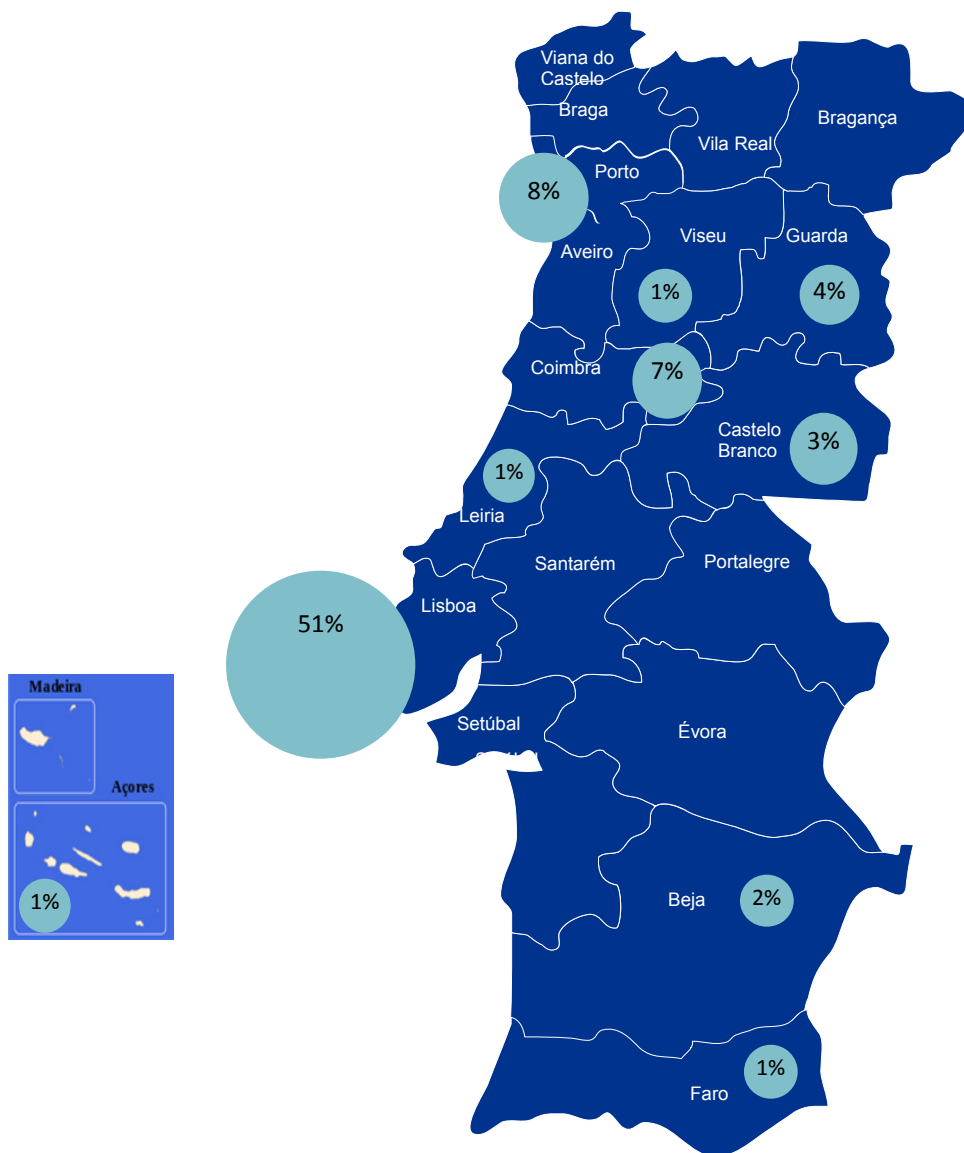 Viana do
Castelo
Braga
Bragança
Vila Real
Porto
8%
Viseu
Guarda
Aveiro
1%
4%
Coimbra
7%
Castelo
Branco
3%
1%
Leiria
Santarém
Portalegre
Lisboa
51%
Madeira
Setúbal
Évora
Açores
1%
Beja
2%
Faro
1%